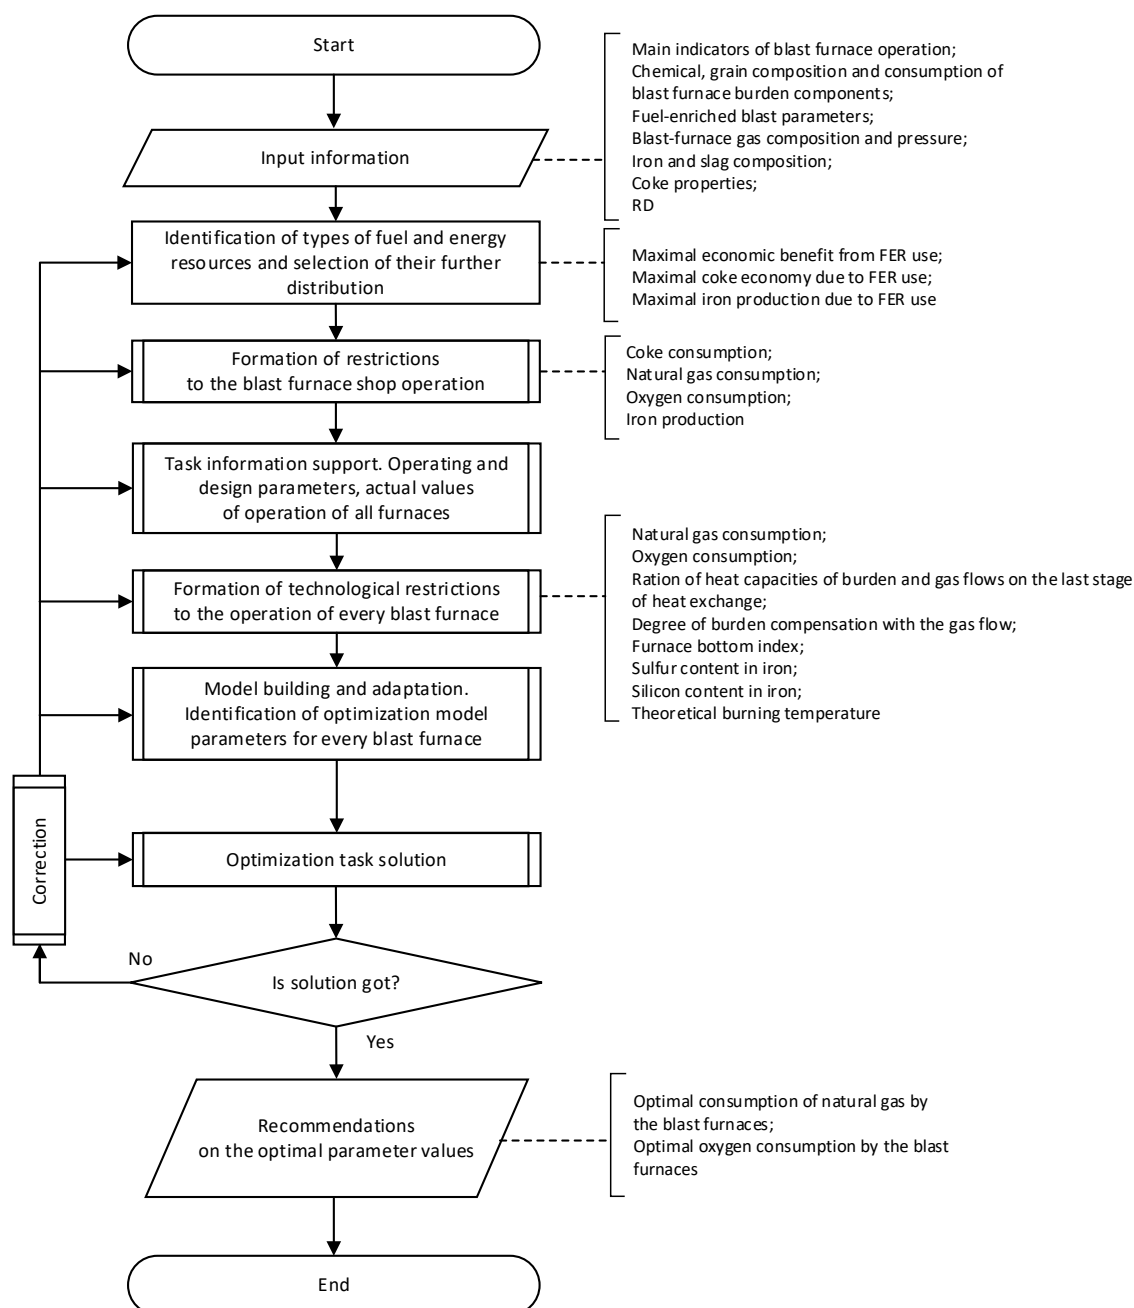 Start
Main indicators of blast furnace operation;
Chemical, grain composition and consumption of
blast furnace burden components;
Fuel-enriched blast parameters;
Blast-furnace gas composition and pressure;
Iron and slag composition;
Coke properties;
RD
Input information
Identification of types of fuel and energy
resources and selection of their further
distribution
Maximal economic benefit from FER use;
Maximal coke economy due to FER use;
Maximal iron production due to FER use
Formation of restrictions
to the blast furnace shop operation
Coke consumption;
Natural gas consumption;
Oxygen consumption;
Iron production
Task information support. Operating and
design parameters, actual values
of operation of all furnaces
Formation of technological restrictions
to the operation of every blast furnace
Natural gas consumption;
Oxygen consumption;
Ration of heat capacities of burden and gas flows on the last stage
of heat exchange;
Degree of burden compensation with the gas flow;
Furnace bottom index;
Sulfur content in iron;
Silicon content in iron;
Theoretical burning temperature
Model building and adaptation.
Identification of optimization model
parameters for every blast furnace
Correction
Optimization task solution
No
Is solution got?
Yes
Recommendations
on the optimal parameter values
Optimal consumption of natural gas by
the blast furnaces;
Optimal oxygen consumption by the blast
furnaces
End